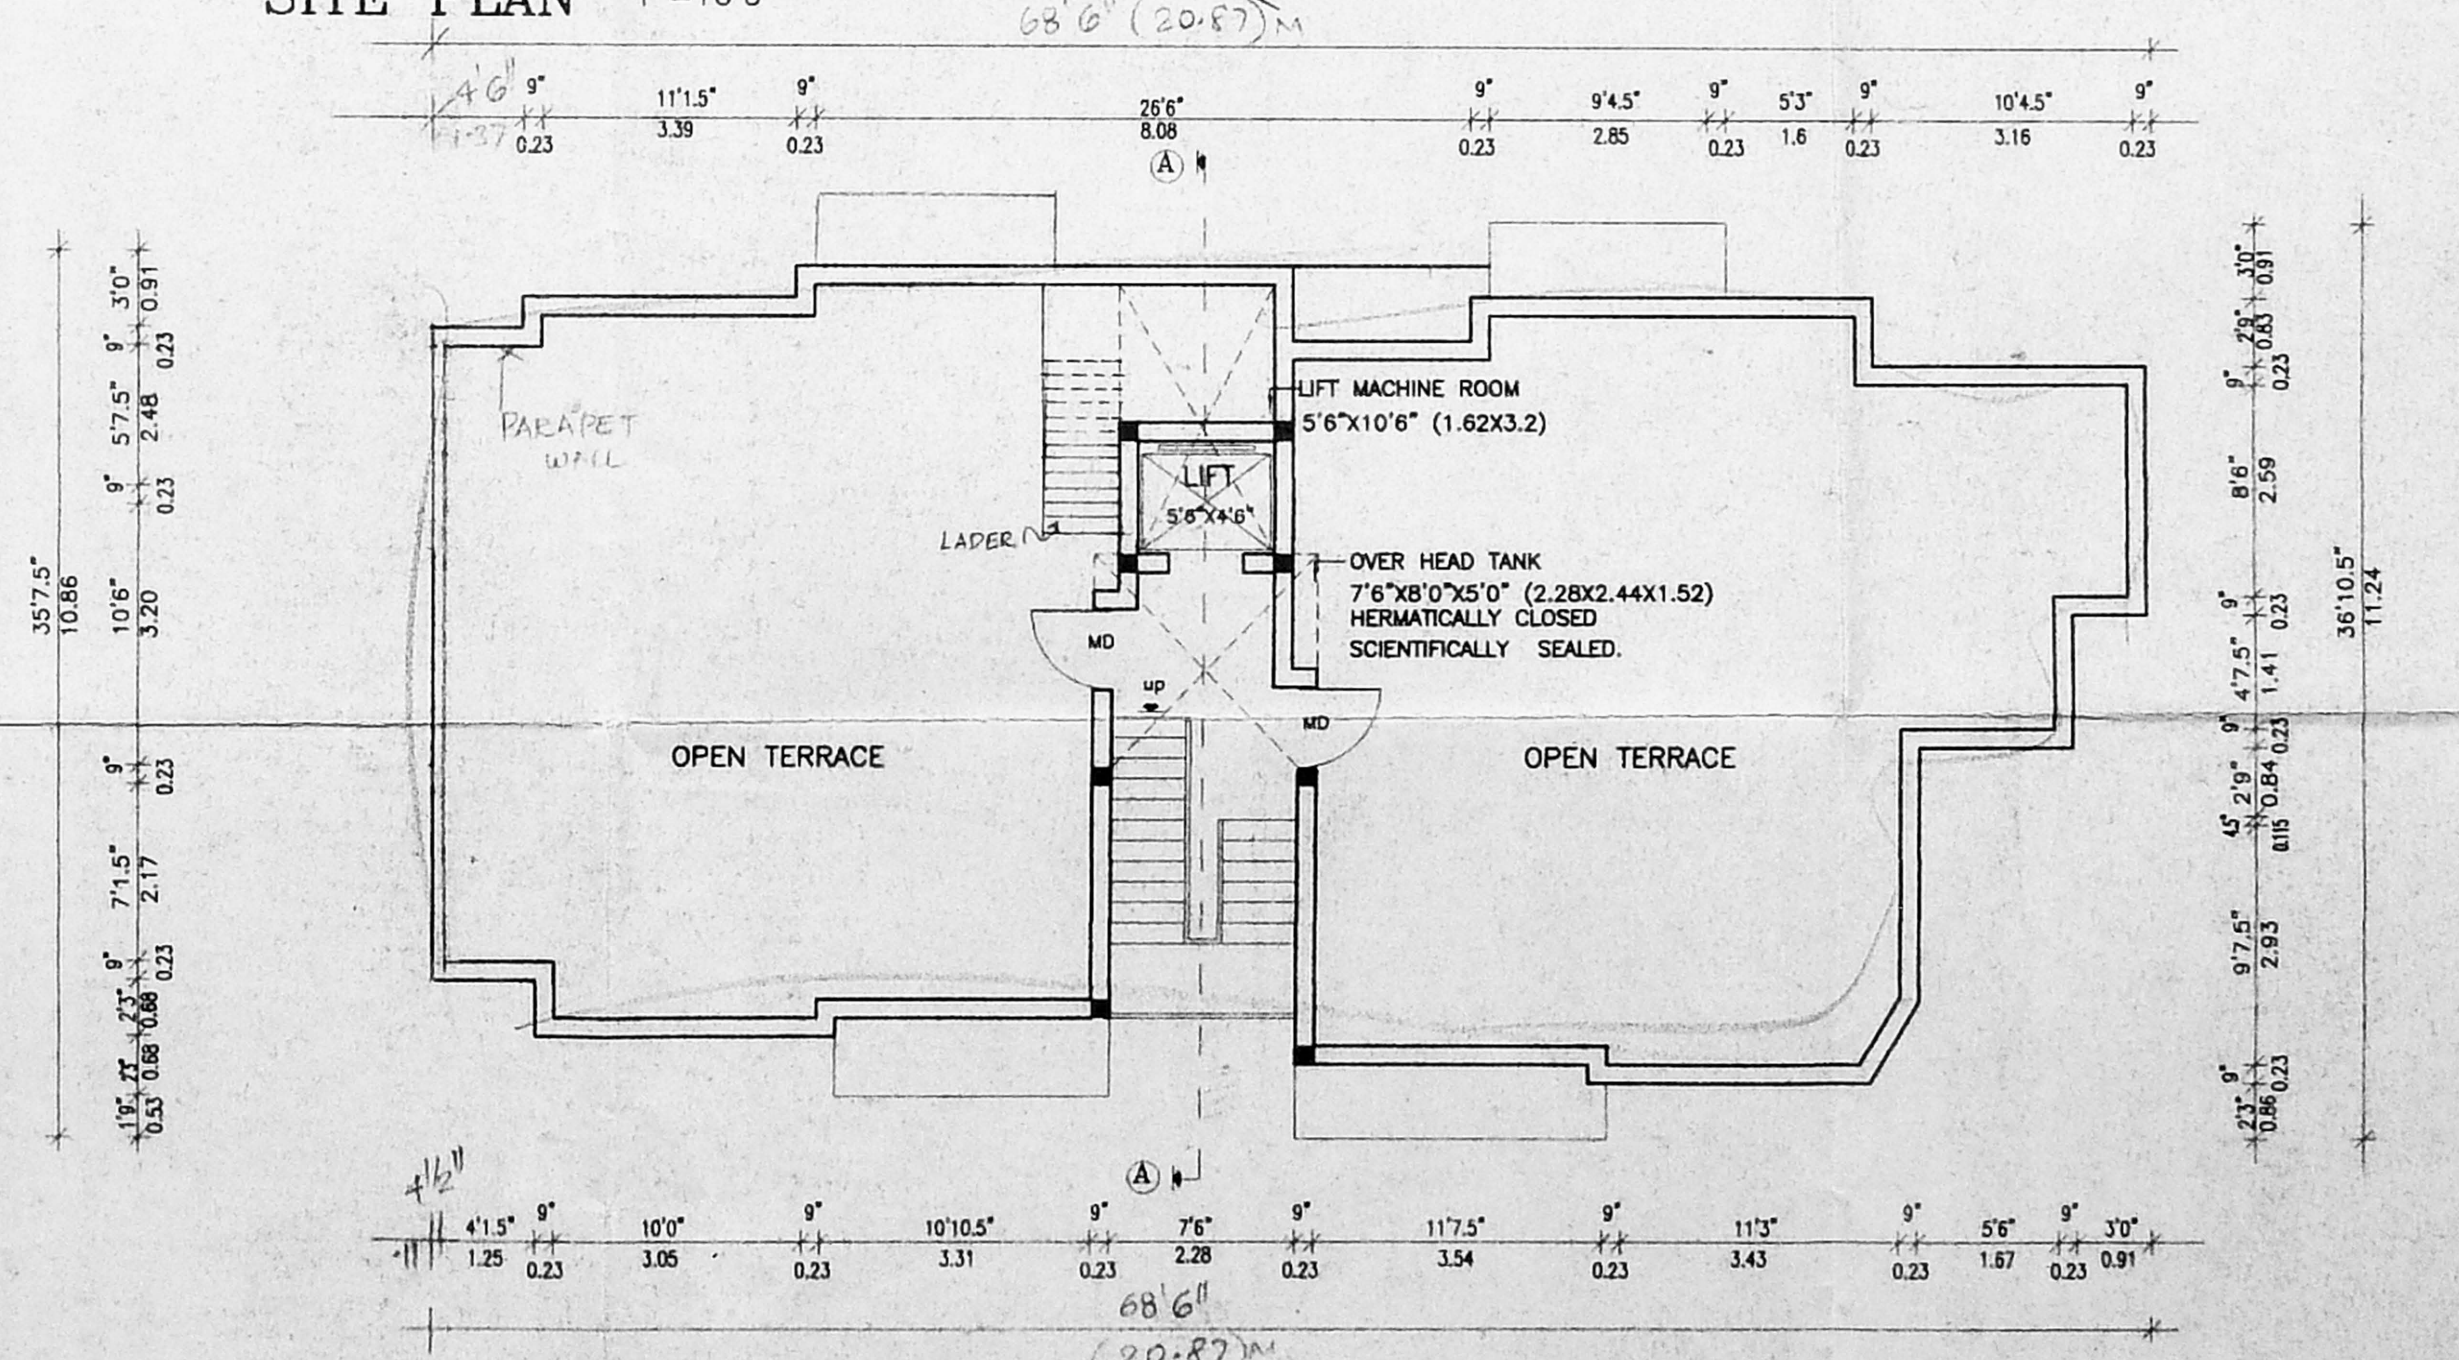 SITE PLAN
68'6" (20.87)M
4'6" 9" 11'1.5" 9" 26'6" 9" 9'4.5" 9" 5'3" 9" 10'4.5" 9"
1.37 0.23 3.39 0.23 8.08 0.23 2.85 0.23 1.6 0.23 3.16 0.23
A
35'7.5"
10.86
3'0" 9" 5'7.5" 9" 10'6" 9" 7'1.5" 9" 2'3" 23" 1'9"
0.91 0.23 2.48 0.23 3.20 0.23 2.17 0.23 0.68 0.68 0.53
PARAPET
WALL
LIFT MACHINE ROOM
5'6"X10'6" (1.62X3.2)
LIFT
5'6"X4'6"
LADER
OVER HEAD TANK
7'6"X8'0"X5'0" (2.28X2.44X1.52)
HERMATICALLY CLOSED
SCIENTIFICALLY SEALED.
MD
up
MD
OPEN TERRACE
OPEN TERRACE
3'0" 2'9" 9" 8'6" 9" 4'7.5" 9" 2'9" 4.5" 9'7.5" 9" 2'3"
0.91 0.83 0.23 2.59 0.23 1.41 0.23 0.84 0.115 2.93 0.23 0.86
36'10.5"
11.24
A
4½"
4'1.5" 9" 10'0" 9" 10'10.5" 9" 7'6" 9" 11'7.5" 9" 11'3" 9" 5'6" 9" 3'0"
.11 1.25 0.23 3.05 0.23 3.31 0.23 2.28 0.23 3.54 0.23 3.43 0.23 1.67 0.23 0.91
68'6"
(20.87)M